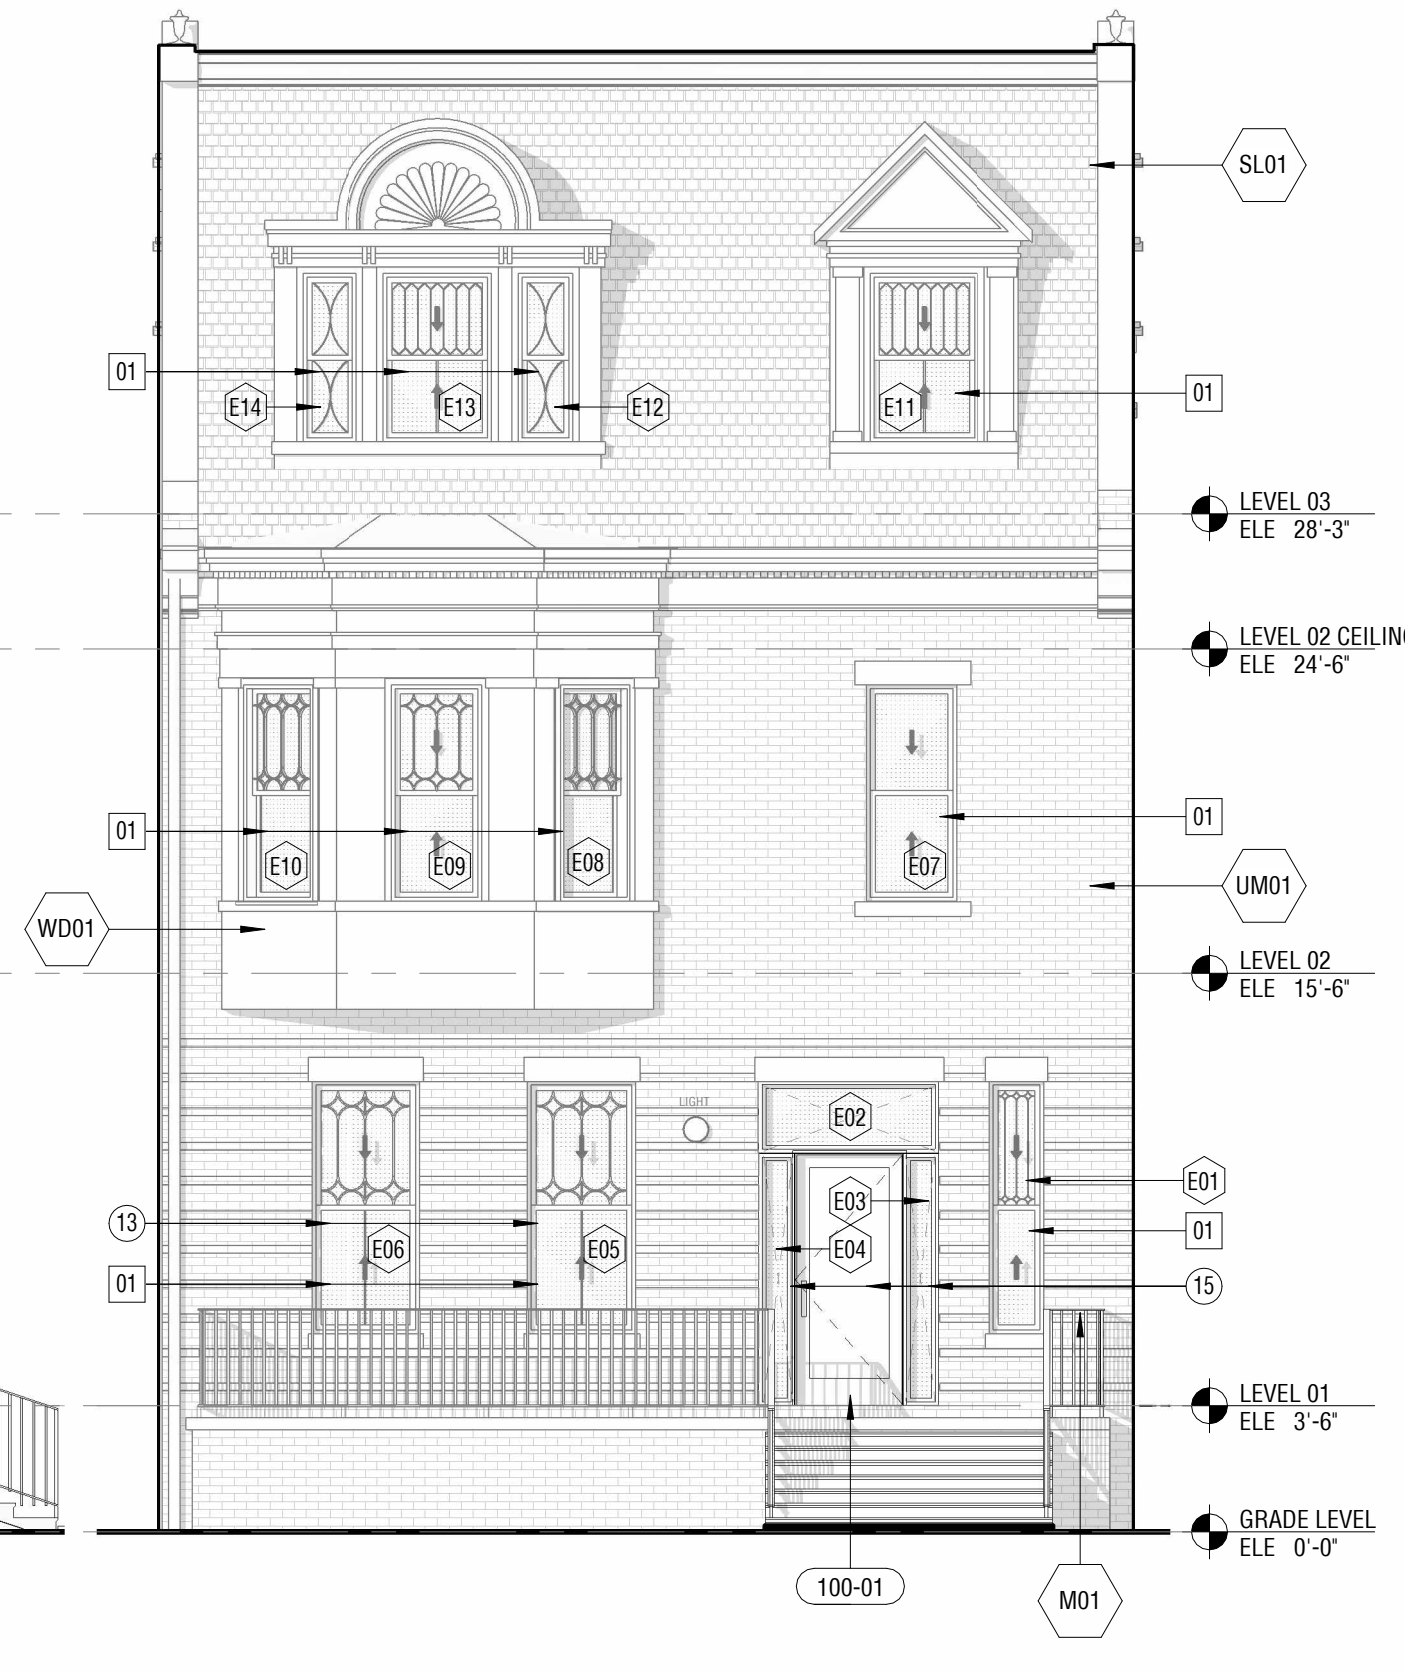 SL01
01
E14
E13
E12
E11
01
LEVEL 03
ELE 28'-3"
LEVEL 02 CEILING
ELE 24'-6"
01
E10
E09
E08
E07
01
UM01
WD01
LEVEL 02
ELE 15'-6"
LIGHT
E02
E03
E01
13
E06
E05
E04
01
01
15
LEVEL 01
ELE 3'-6"
GRADE LEVEL
ELE 0'-0"
100-01
M01